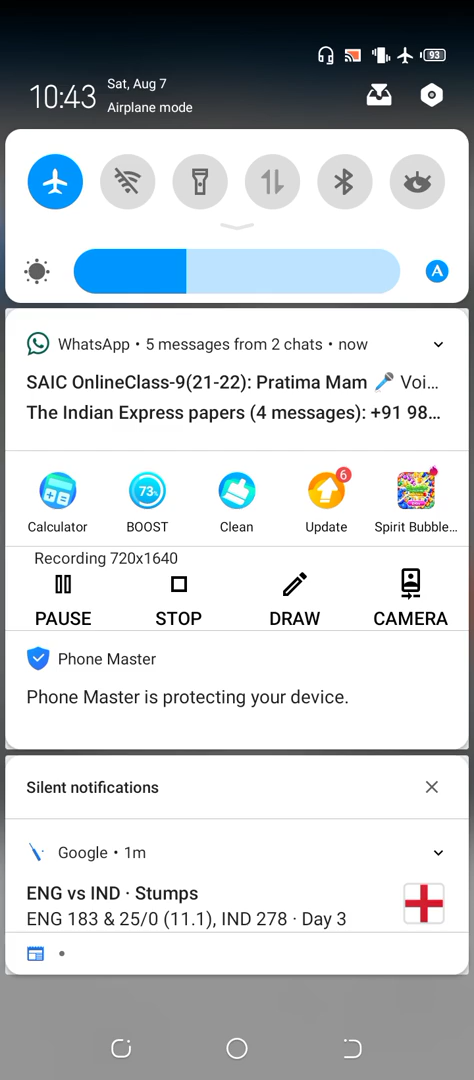 93
10:43
Sat, Aug 7
Airplane mode
A
WhatsApp • 5 messages from 2 chats • now
SAIC OnlineClass-9(21-22): Pratima Mam 🎤 Voi…
The Indian Express papers (4 messages): +91 98…
73%
6
Calculator
BOOST
Clean
Update
Spirit Bubble…
Recording 720x1640
PAUSE
STOP
DRAW
CAMERA
Phone Master
Phone Master is protecting your device.
Silent notifications
Google • 1m
ENG vs IND · Stumps
ENG 183 & 25/0 (11.1), IND 278 · Day 3